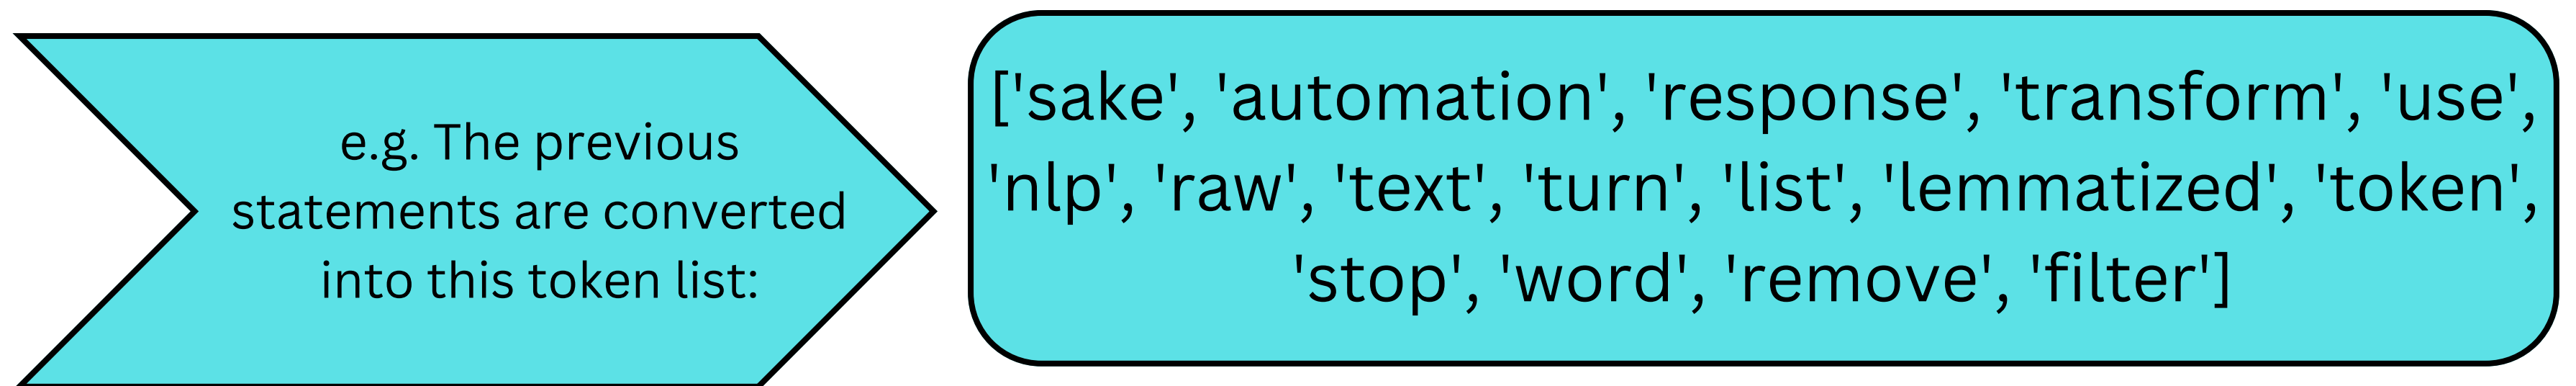 e.g. The previous
statements are converted
into this token list:
['sake', 'automation', 'response', 'transform', 'use',
'nlp', 'raw', 'text', 'turn', 'list', 'lemmatized', 'token',
'stop', 'word', 'remove', 'filter']